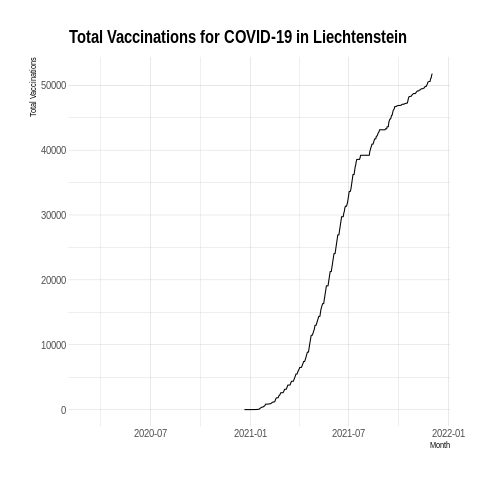 Total Vaccinations for COVID-19 in Liechtenstein
Total Vaccinations
50000
40000
30000
20000
10000
0
2020-07 2021-01 2021-07 2022-01
Month